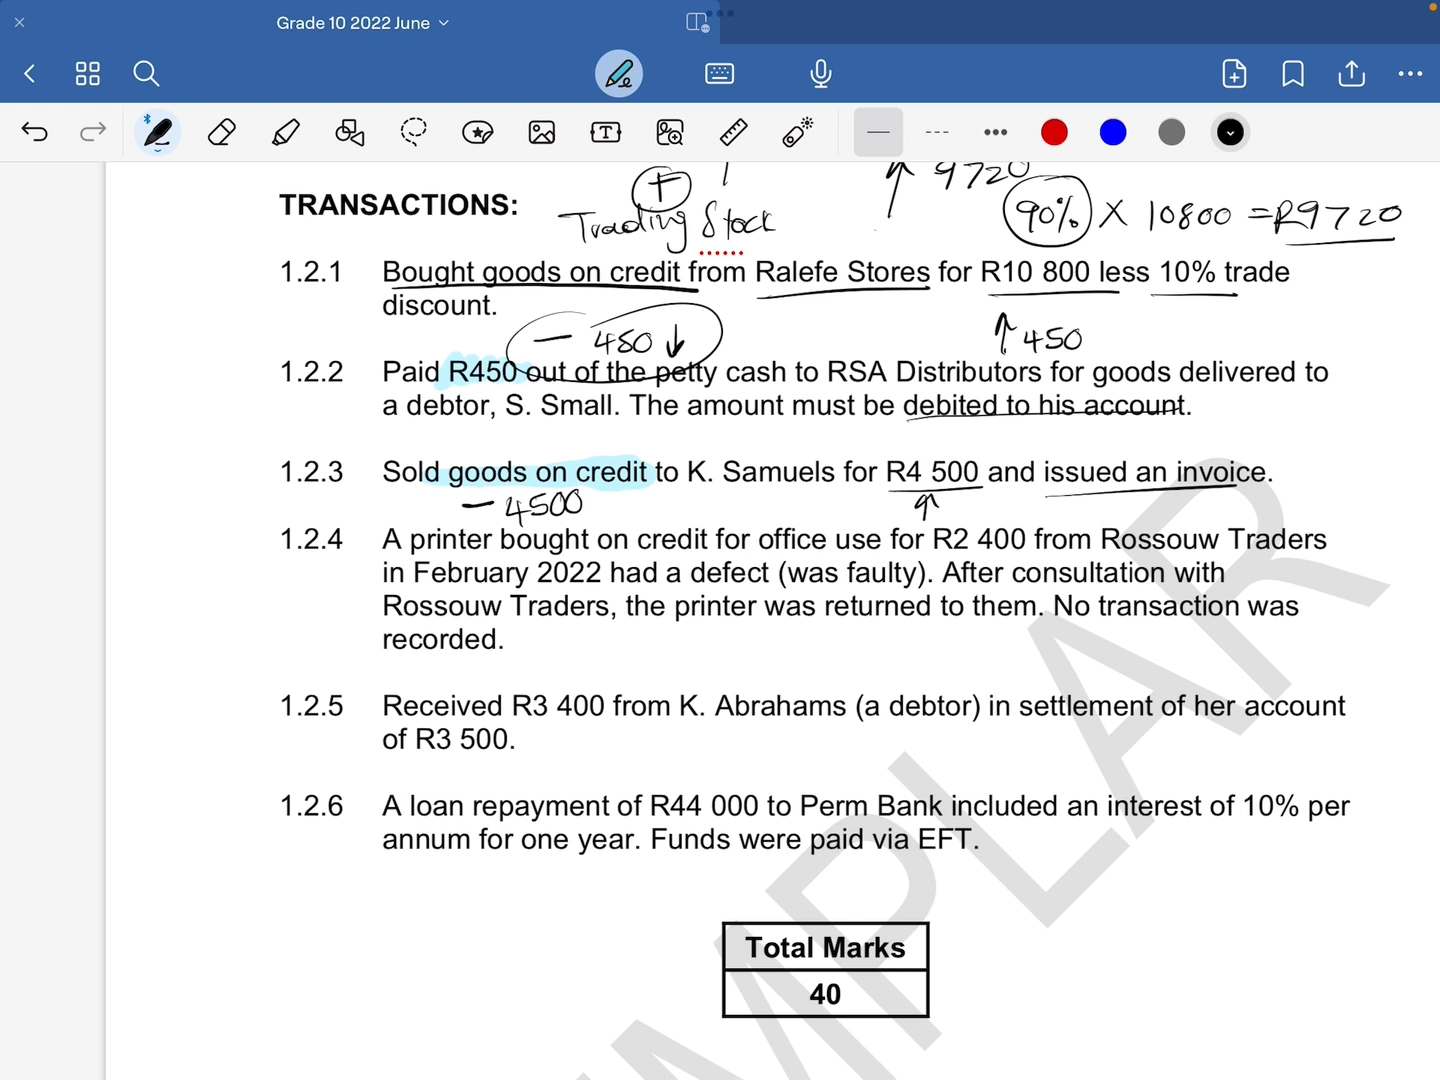 Grade 10 2022 June
↑ 9720
+
TRANSACTIONS:
Trading Stock
90% X 10800 = R9720
1.2.1 Bought goods on credit from Ralefe Stores for R10 800 less 10% trade
discount.
– 450 ↓
↑ 450
1.2.2 Paid R450 out of the petty cash to RSA Distributors for goods delivered to
a debtor, S. Small. The amount must be debited to his account.
1.2.3 Sold goods on credit to K. Samuels for R4 500 and issued an invoice.
– 4500 ↑
1.2.4 A printer bought on credit for office use for R2 400 from Rossouw Traders
in February 2022 had a defect (was faulty). After consultation with
Rossouw Traders, the printer was returned to them. No transaction was
recorded.
1.2.5 Received R3 400 from K. Abrahams (a debtor) in settlement of her account
of R3 500.
1.2.6 A loan repayment of R44 000 to Perm Bank included an interest of 10% per
annum for one year. Funds were paid via EFT.
Total Marks
40
MPLAR